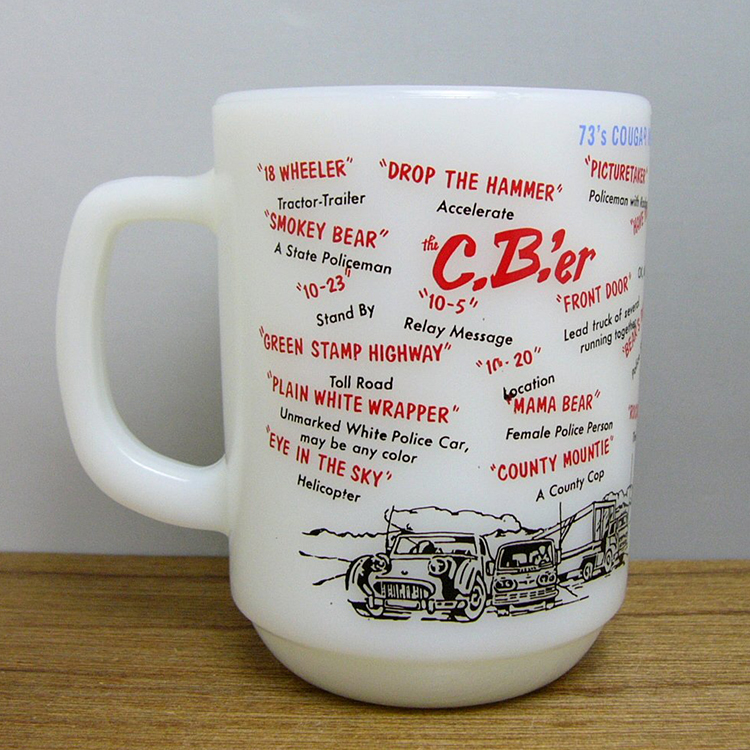 73's COUGAR
"18 WHEELER"
Tractor-Trailer
"DROP THE HAMMER"
Accelerate
"PICTURETAKER"
Policeman with
"SMOKEY BEAR"
A State Policeman
the
C.B.'er
"10-23"
Stand By
"10-5"
Relay Message
"FRONT DOOR"
Lead truck of several
running together
"GREEN STAMP HIGHWAY"
Toll Road
"10-20"
Location
"PLAIN WHITE WRAPPER"
Unmarked White Police Car,
may be any color
"MAMA BEAR"
Female Police Person
"EYE IN THE SKY"
Helicopter
"COUNTY MOUNTIE"
A County Cop